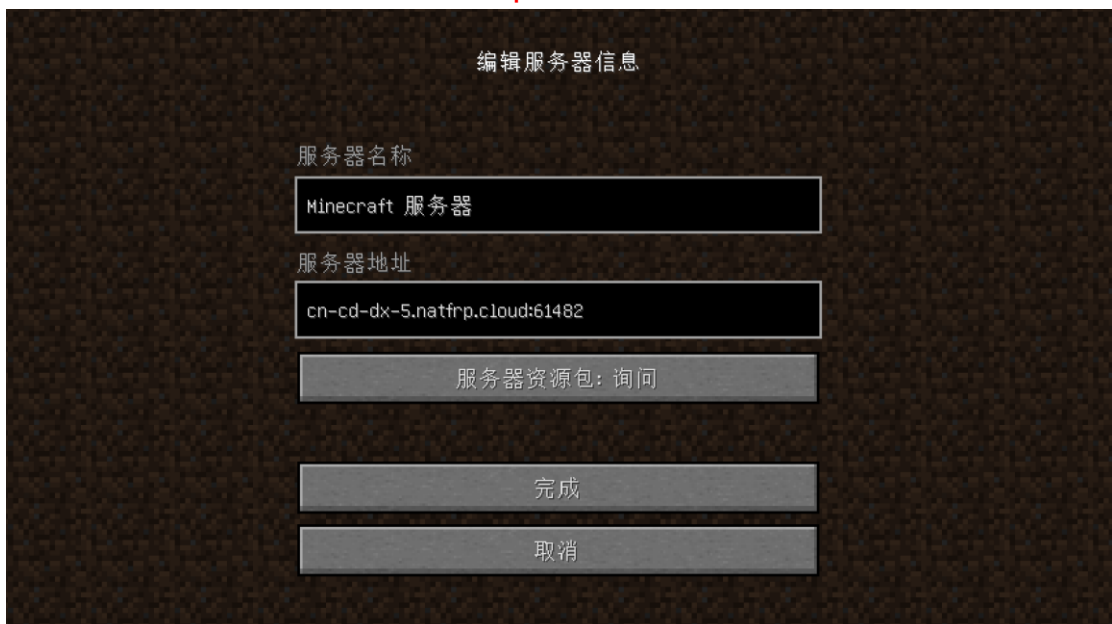 编辑服务器信息
服务器名称
Minecraft 服务器
服务器地址
cn-cd-dx-5.natfrp.cloud:61482
服务器资源包: 询问
完成
取消